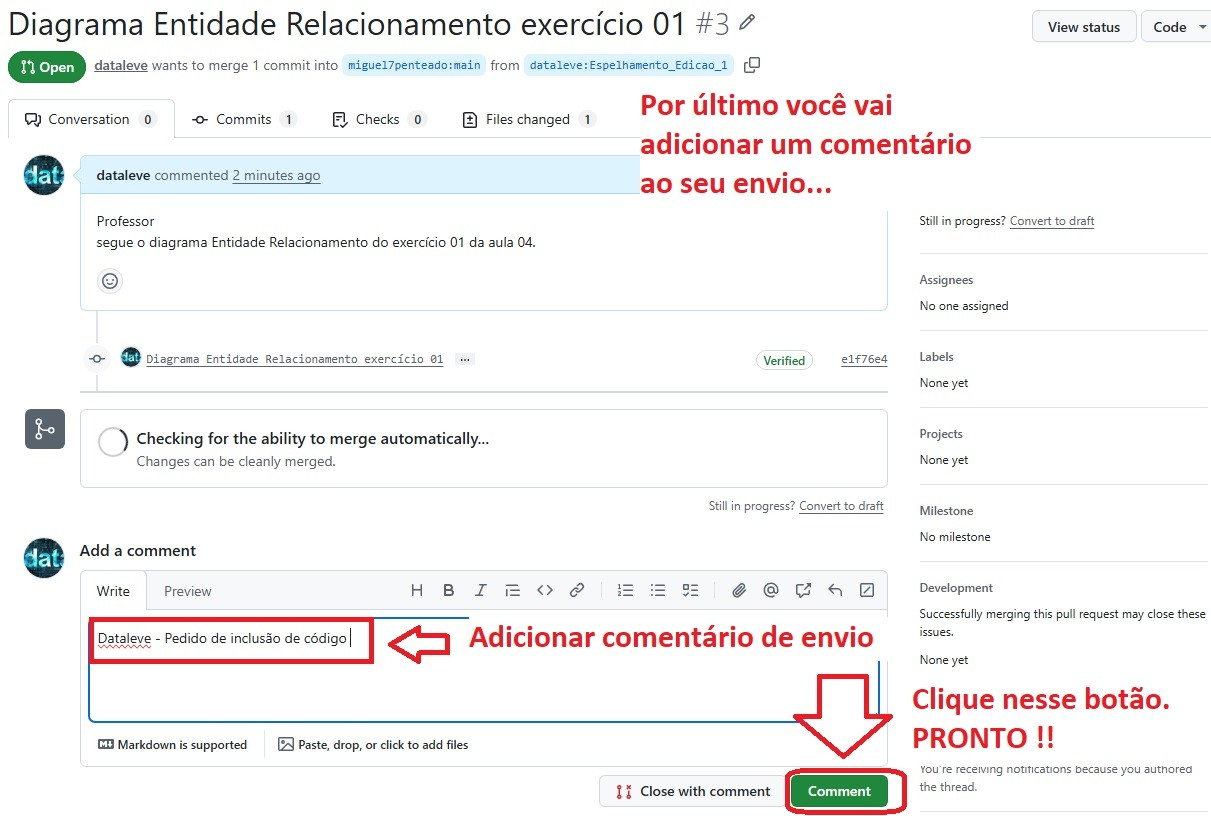 Diagrama Entidade Relacionamento exercício 01 #3
View status
Code
Open
dataleve wants to merge 1 commit into miguel7penteado:main from dataleve:Espelhamento_Edicao_1
Conversation 0
Commits 1
Checks 0
Files changed 1
Por último você vai
adicionar um comentário
ao seu envio...
dat
dataleve commented 2 minutes ago
Professor
segue o diagrama Entidade Relacionamento do exercício 01 da aula 04.
Still in progress? Convert to draft
Assignees
No one assigned
dat
Diagrama Entidade Relacionamento exercício 01 ...
Verified
e1f76e4
Labels
None yet
Checking for the ability to merge automatically...
Changes can be cleanly merged.
Projects
None yet
Still in progress? Convert to draft
Milestone
No milestone
dat
Add a comment
Write
Preview
Development
Successfully merging this pull request may close these
issues.
None yet
Dataleve - Pedido de inclusão de código
Adicionar comentário de envio
Clique nesse botão.
PRONTO !!
Markdown is supported
Paste, drop, or click to add files
You're receiving notifications because you authored
the thread.
Close with comment
Comment